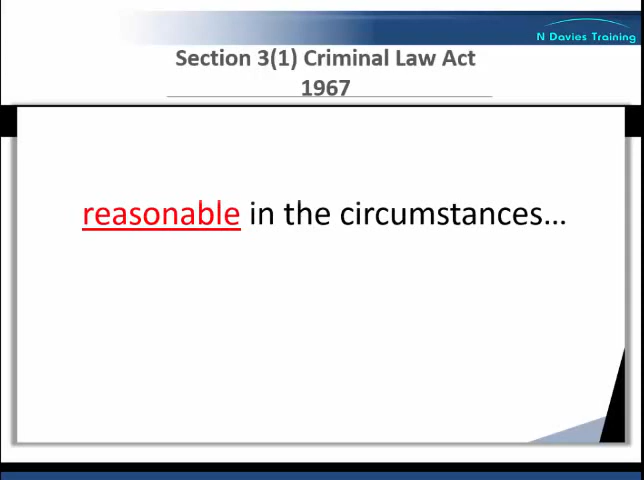 N Davies Training
Section 3(1) Criminal Law Act
1967
reasonable in the circumstances...